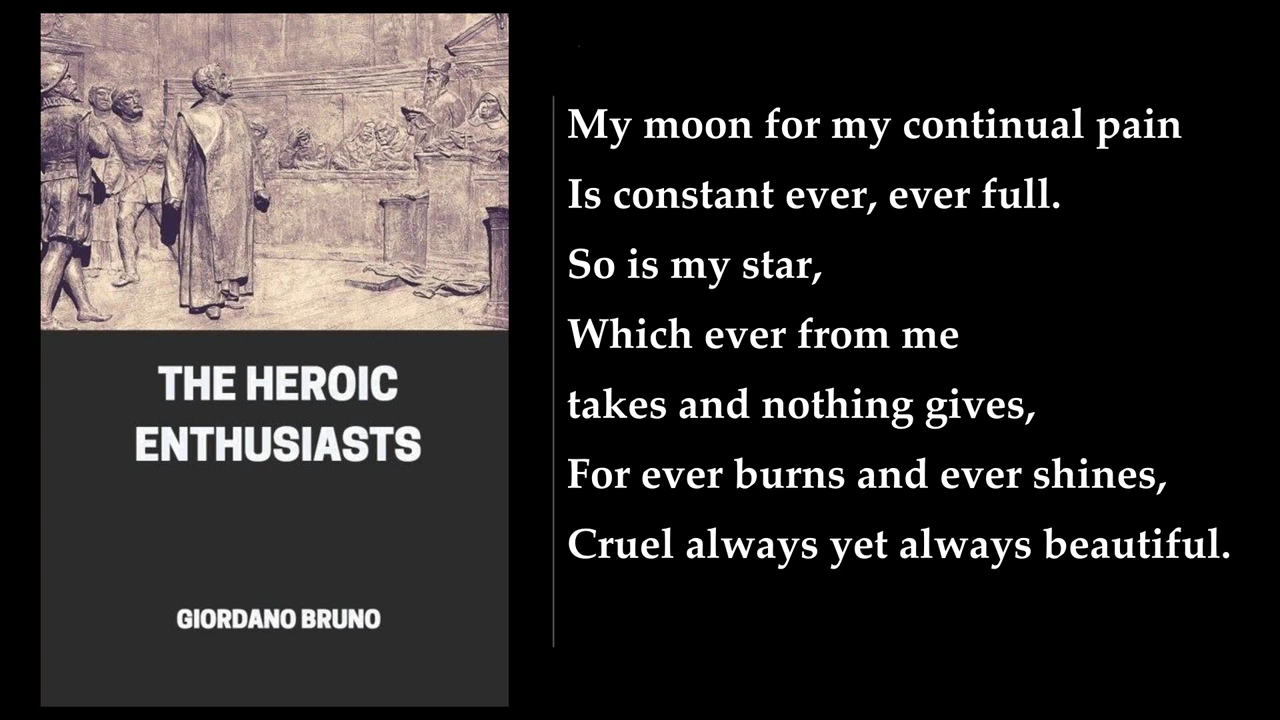 THE HEROIC
ENTHUSIASTS
GIORDANO BRUNO
My moon for my continual pain
Is constant ever, ever full.
So is my star,
Which ever from me
takes and nothing gives,
For ever burns and ever shines,
Cruel always yet always beautiful.